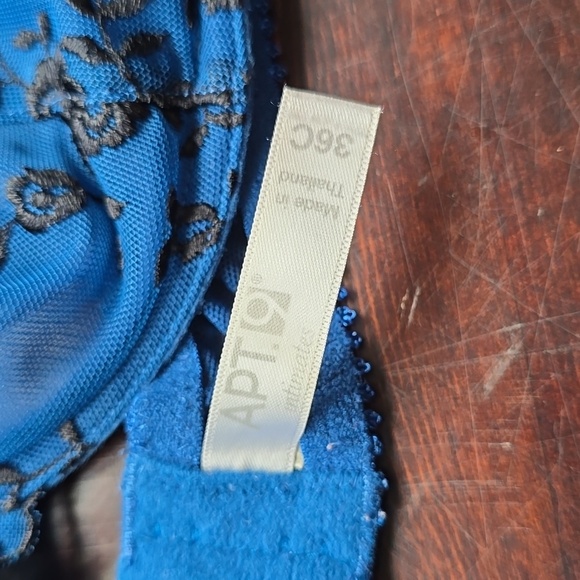 APT.9®
intimates
Made in
Thailand
36C